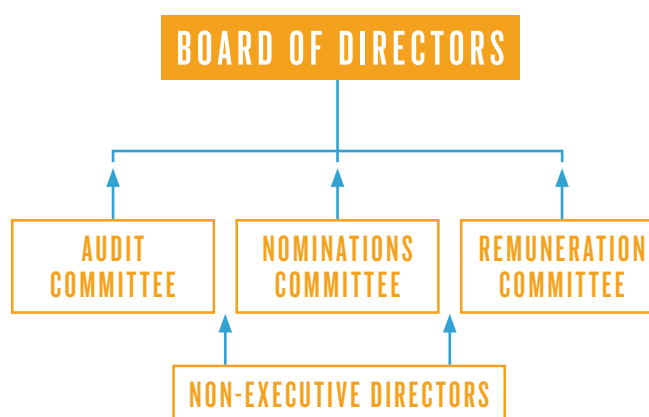 BOARD OF DIRECTORS
AUDIT
COMMITTEE
NOMINATIONS
COMMITTEE
REMUNERATION
COMMITTEE
NON-EXECUTIVE DIRECTORS